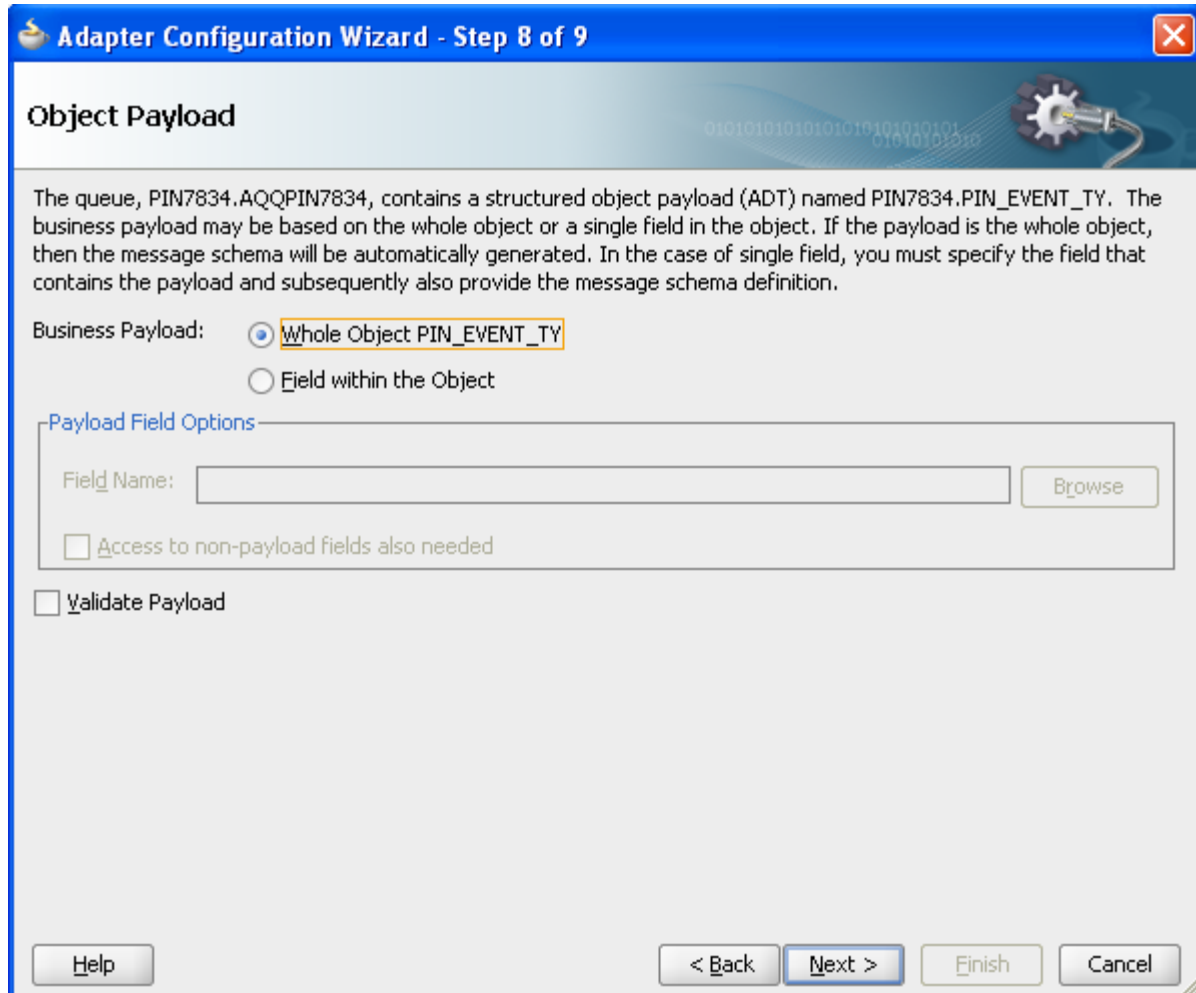 Adapter Configuration Wizard - Step 8 of 9
Object Payload
0101010101010101010101010101
01010101010
The queue, PIN7834.AQQPIN7834, contains a structured object payload (ADT) named PIN7834.PIN_EVENT_TY. The
business payload may be based on the whole object or a single field in the object. If the payload is the whole object,
then the message schema will be automatically generated. In the case of single field, you must specify the field that
contains the payload and subsequently also provide the message schema definition.
Business Payload:
Whole Object PIN_EVENT_TY
Field within the Object
Payload Field Options
Field Name:
Browse
Access to non-payload fields also needed
Validate Payload
Help
< Back
Next >
Finish
Cancel